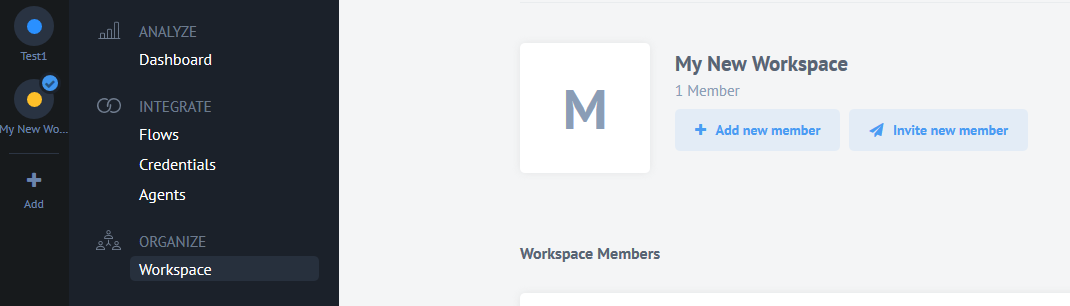 Test1
My New Wo...
Add
ANALYZE
Dashboard
INTEGRATE
Flows
Credentials
Agents
ORGANIZE
Workspace
M
My New Workspace
1 Member
Add new member
Invite new member
Workspace Members